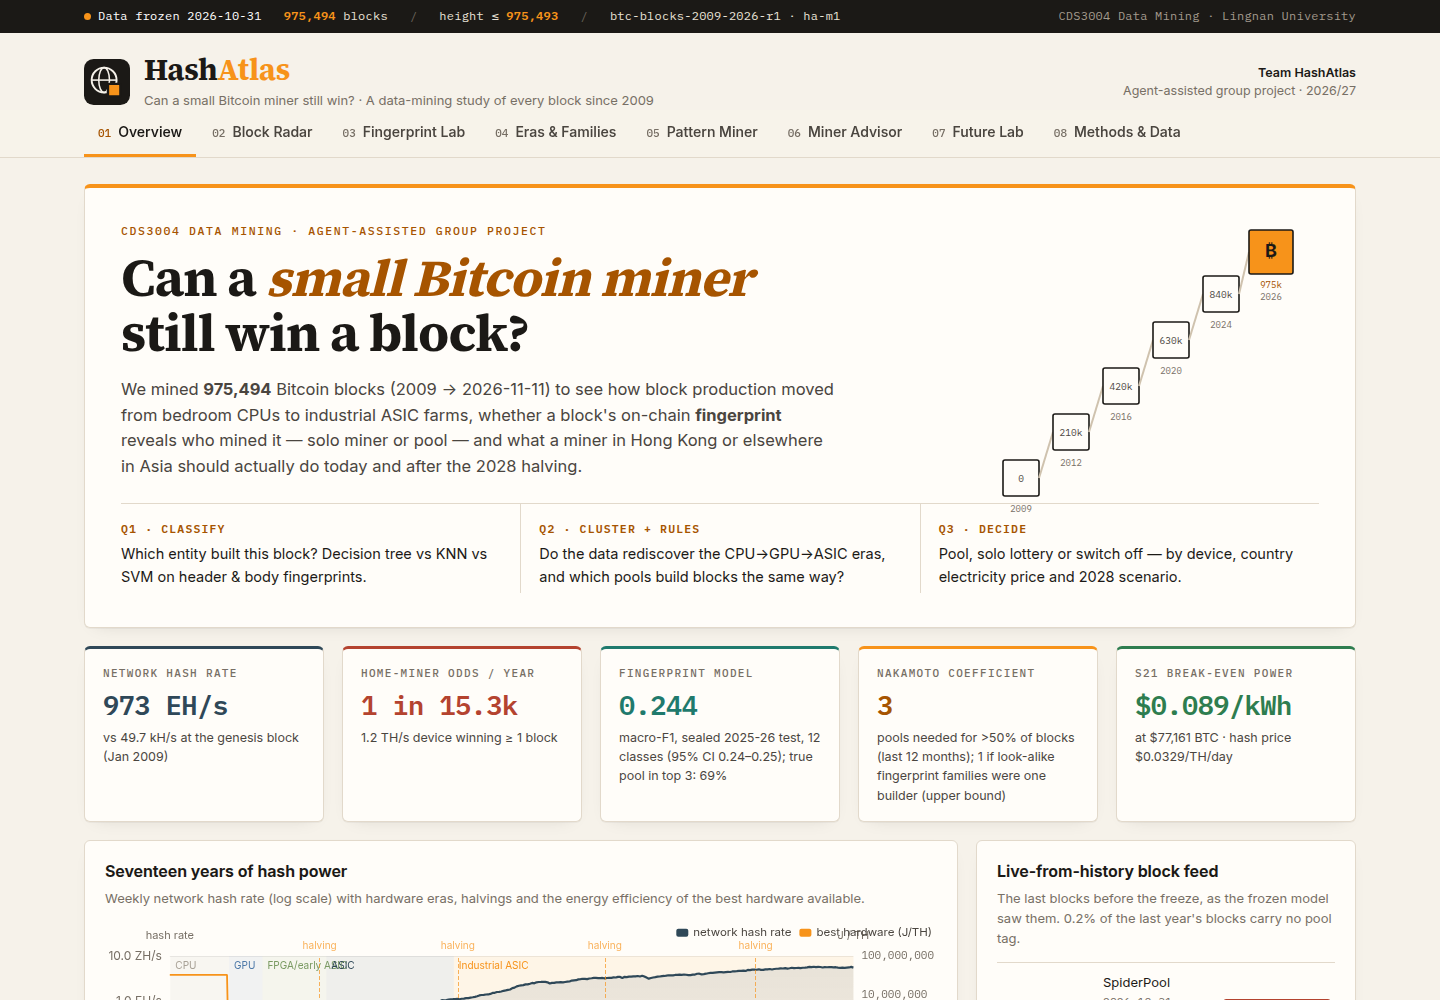 Data frozen 2026-10-31 975,494 blocks / height ≤ 975,493 / btc-blocks-2009-2026-r1 · ha-m1
CDS3004 Data Mining · Lingnan University
HashAtlas
Can a small Bitcoin miner still win? · A data-mining study of every block since 2009
Team HashAtlas
Agent-assisted group project · 2026/27
01 Overview 02 Block Radar 03 Fingerprint Lab 04 Eras & Families 05 Pattern Miner 06 Miner Advisor 07 Future Lab 08 Methods & Data
CDS3004 DATA MINING · AGENT-ASSISTED GROUP PROJECT
Can a small Bitcoin miner
still win a block?
We mined 975,494 Bitcoin blocks (2009 → 2026-11-11) to see how block production moved
from bedroom CPUs to industrial ASIC farms, whether a block's on-chain fingerprint
reveals who mined it — solo miner or pool — and what a miner in Hong Kong or elsewhere
in Asia should actually do today and after the 2028 halving.
₿
975k
2026
840k
2024
630k
2020
420k
2016
210k
2012
0
2009
Q1 · CLASSIFY
Which entity built this block? Decision tree vs KNN vs
SVM on header & body fingerprints.
Q2 · CLUSTER + RULES
Do the data rediscover the CPU→GPU→ASIC eras,
and which pools build blocks the same way?
Q3 · DECIDE
Pool, solo lottery or switch off — by device, country
electricity price and 2028 scenario.
NETWORK HASH RATE
973 EH/s
vs 49.7 kH/s at the genesis block
(Jan 2009)
HOME-MINER ODDS / YEAR
1 in 15.3k
1.2 TH/s device winning ≥ 1 block
FINGERPRINT MODEL
0.244
macro-F1, sealed 2025-26 test, 12
classes (95% CI 0.24–0.25); true
pool in top 3: 69%
NAKAMOTO COEFFICIENT
3
pools needed for >50% of blocks
(last 12 months); 1 if look-alike
fingerprint families were one
builder (upper bound)
S21 BREAK-EVEN POWER
$0.089/kWh
at $77,161 BTC · hash price
$0.0329/TH/day
Seventeen years of hash power
Weekly network hash rate (log scale) with hardware eras, halvings and the energy efficiency of the best hardware available.
network hash rate best hardware (J/TH)
hash rate
J/TH
halving halving halving halving
10.0 ZH/s
100,000,000
CPU GPU FPGA/early ASIC ASIC Industrial ASIC
1.0 ZH/s
10,000,000
Live-from-history block feed
The last blocks before the freeze, as the frozen model
saw them. 0.2% of the last year's blocks carry no pool
tag.
SpiderPool